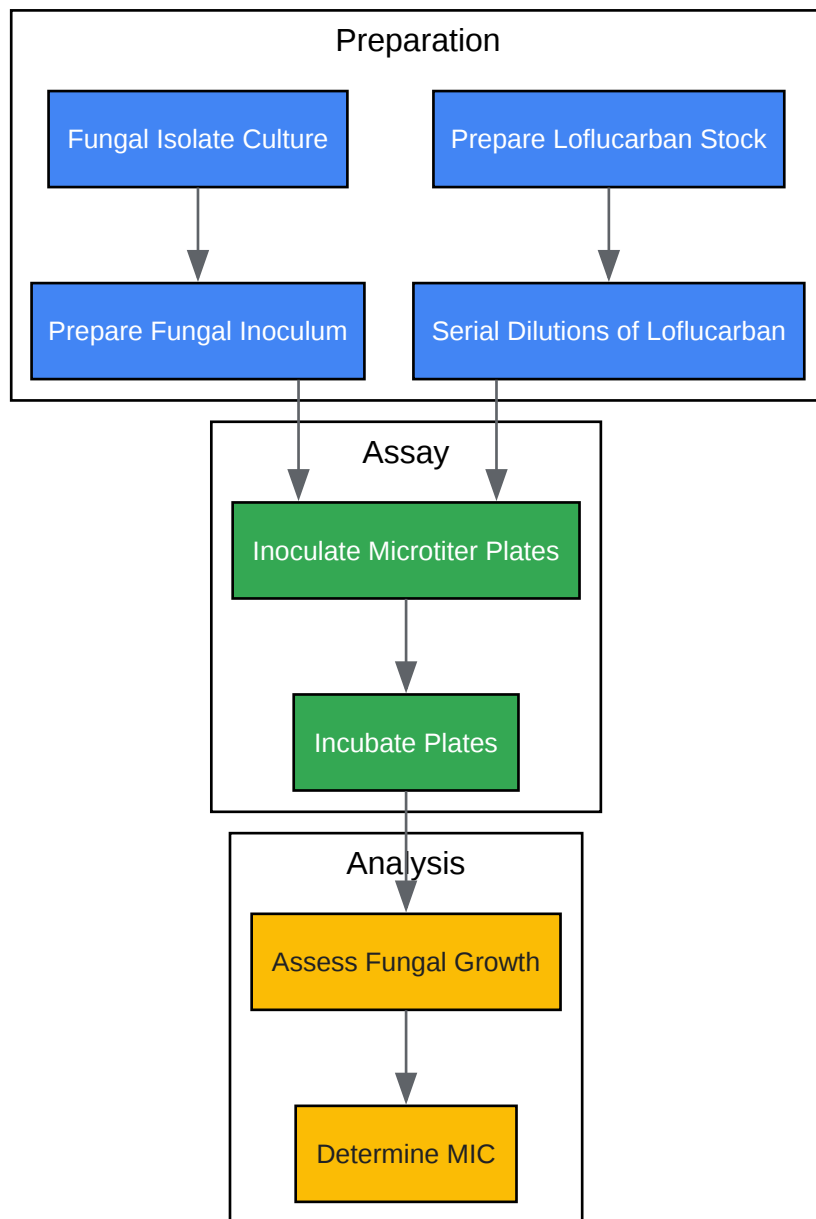 Preparation
Fungal Isolate Culture
Prepare Loflucarban Stock
Prepare Fungal Inoculum
Serial Dilutions of Loflucarban
Assay
Inoculate Microtiter Plates
Incubate Plates
Analysis
Assess Fungal Growth
Determine MIC